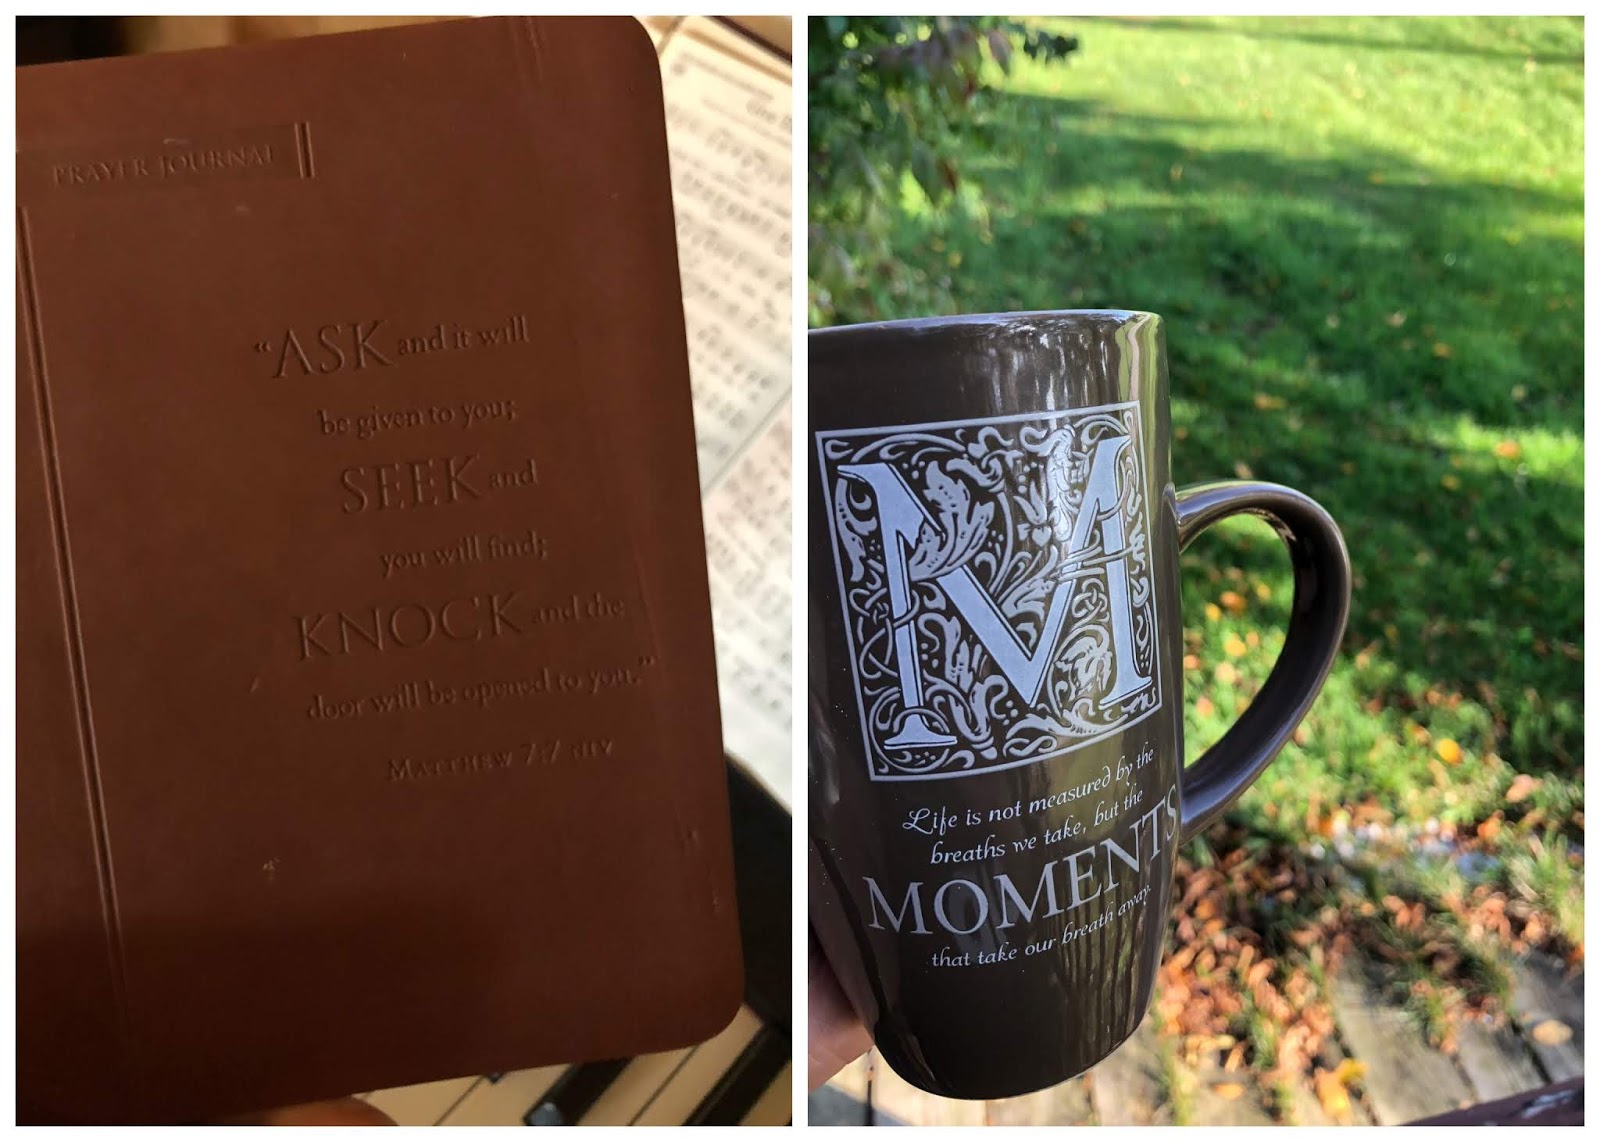 PRAYER JOURNAL
“ASK and it will
be given to you;
SEEK and
you will find;
KNOCK and the
door will be opened to you.”
MATTHEW 7:7 NIV
M
Life is not measured by the
breaths we take, but the
MOMENTS
that take our breath away.